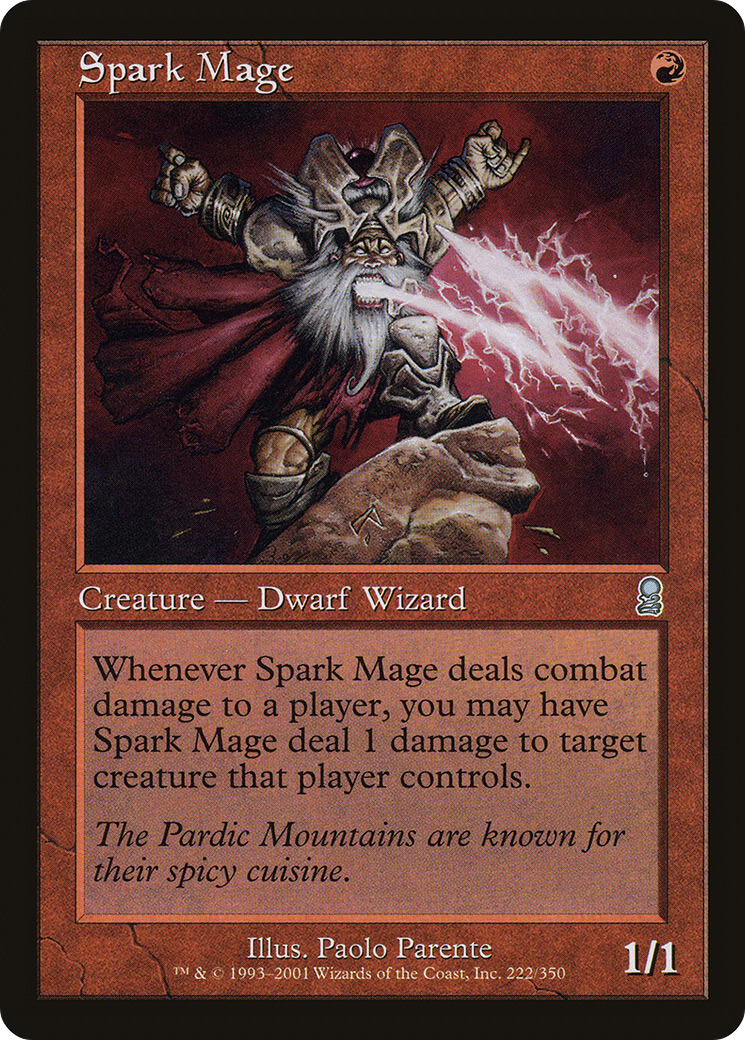 Spark Mage
Creature — Dwarf Wizard
Whenever Spark Mage deals combat
damage to a player, you may have
Spark Mage deal 1 damage to target
creature that player controls.
The Pardic Mountains are known for
their spicy cuisine.
Illus. Paolo Parente
™ & © 1993–2001 Wizards of the Coast, Inc. 222/350
1/1